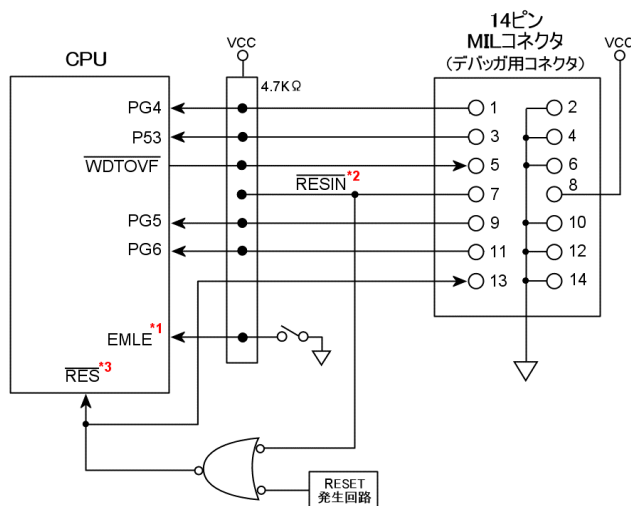 14ピン
MILコネクタ
(デバッガ用コネクタ)
VCC
VCC
CPU
4.7KΩ
PG4
1
2
P53
3
4
WDTOVF
5
6
RESIN*2
7
8
PG5
9
10
PG6
11
12
13
14
EMLE*1
RES*3
RESET
発生回路